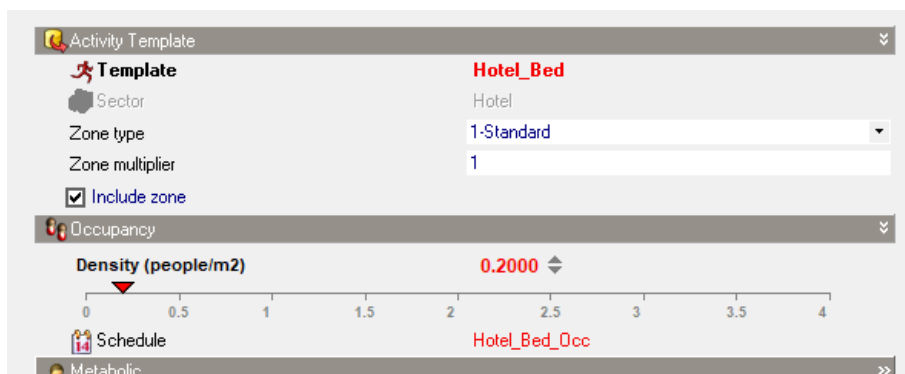 Activity Template
Template Hotel_Bed
Sector Hotel
Zone type 1-Standard
Zone multiplier 1
Include zone
Occupancy
Density (people/m2) 0.2000
0 0.5 1 1.5 2 2.5 3 3.5 4
14 Schedule Hotel_Bed_Occ
Metabolic